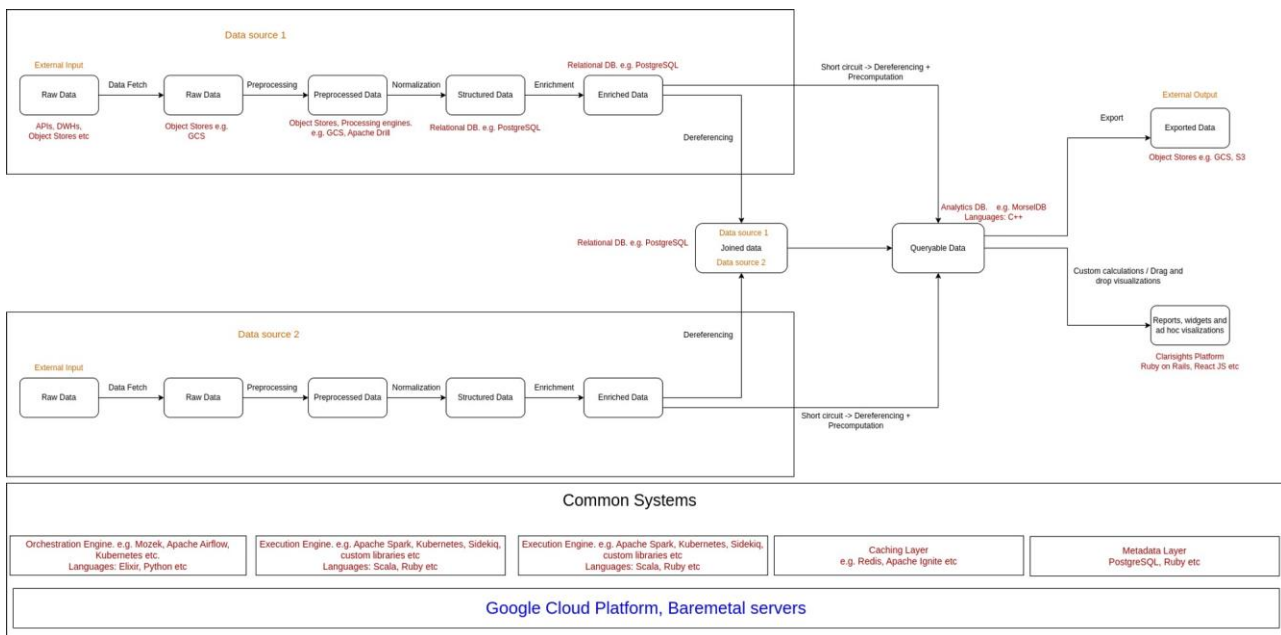 Data source 1
External Input
Raw Data
APIs, DWHs,
Object Stores etc
Data Fetch
Raw Data
Object Stores e.g.
GCS
Preprocessing
Preprocessed Data
Object Stores, Processing engines.
e.g. GCS, Apache Drill
Normalization
Structured Data
Relational DB. e.g. PostgreSQL
Enrichment
Relational DB. e.g. PostgreSQL
Enriched Data
Short circuit -> Dereferencing +
Precomputation
Dereferencing
External Output
Export
Exported Data
Object Stores e.g. GCS, S3
Relational DB. e.g. PostgreSQL
Data source 1
Joined data
Data source 2
Analytics DB. e.g. MorselDB
Languages: C++
Queryable Data
Custom calculations / Drag and
drop visualizations
Reports, widgets and
ad hoc visalizations
Clarisights Platform
Ruby on Rails, React JS etc
Data source 2
Dereferencing
External Input
Raw Data
Data Fetch
Raw Data
Preprocessing
Preprocessed Data
Normalization
Structured Data
Enrichment
Enriched Data
Short circuit -> Dereferencing +
Precomputation
Common Systems
Orchestration Engine. e.g. Mozek, Apache Airflow,
Kubernetes etc.
Languages: Elixir, Python etc
Execution Engine. e.g. Apache Spark, Kubernetes, Sidekiq,
custom libraries etc
Languages: Scala, Ruby etc
Execution Engine. e.g. Apache Spark, Kubernetes, Sidekiq,
custom libraries etc
Languages: Scala, Ruby etc
Caching Layer
e.g. Redis, Apache Ignite etc
Metadata Layer
PostgreSQL, Ruby etc
Google Cloud Platform, Baremetal servers